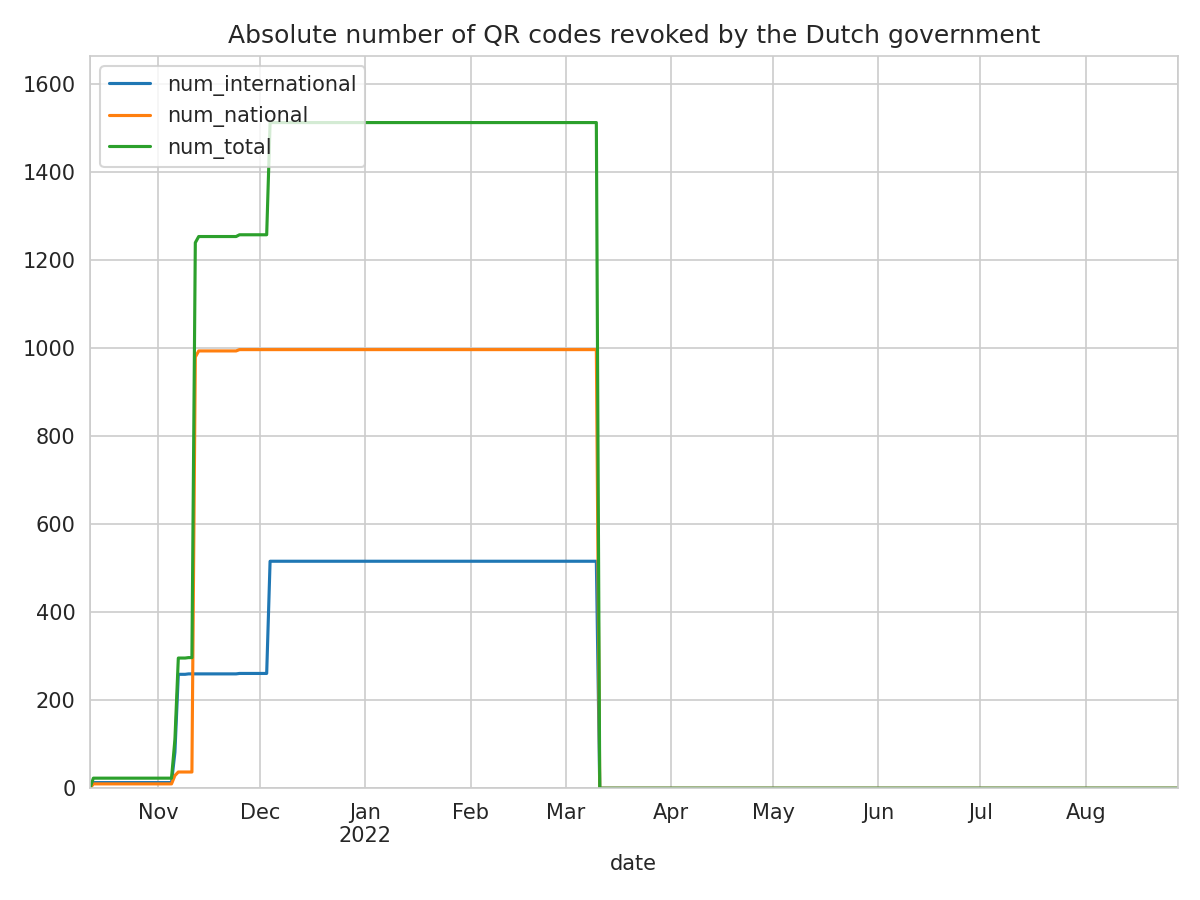 Absolute number of QR codes revoked by the Dutch government
num_international
num_national
num_total
1600
1400
1200
1000
800
600
400
200
0
Nov Dec Jan Feb Mar Apr May Jun Jul Aug
2022
date